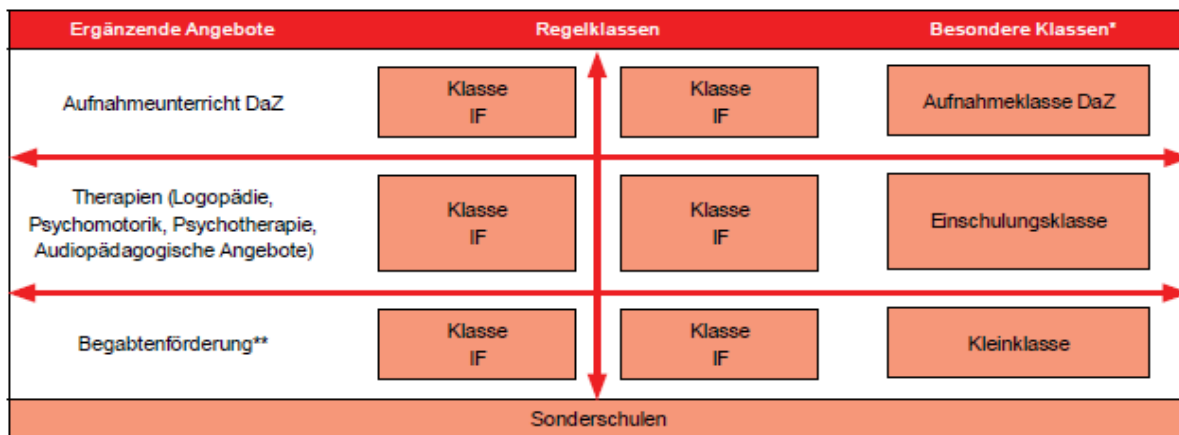 Ergänzende Angebote
Regelklassen
Besondere Klassen*
Aufnahmeunterricht DaZ
Klasse
IF
Klasse
IF
Aufnahmeklasse DaZ
Therapien (Logopädie,
Psychomotorik, Psychotherapie,
Audiopädagogische Angebote)
Klasse
IF
Klasse
IF
Einschulungsklasse
Begabtenförderung**
Klasse
IF
Klasse
IF
Kleinklasse
Sonderschulen